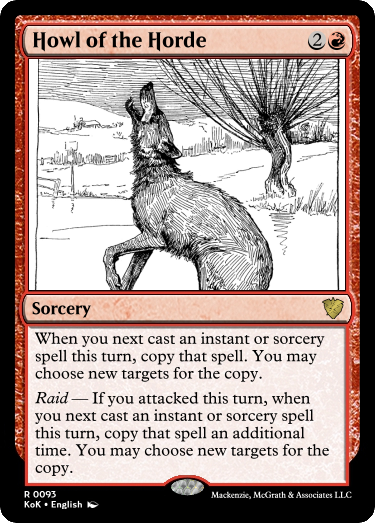 Howl of the Horde 2
Sorcery
When you next cast an instant or sorcery
spell this turn, copy that spell. You may
choose new targets for the copy.
Raid — If you attacked this turn, when
you next cast an instant or sorcery spell
this turn, copy that spell an additional
time. You may choose new targets for the
copy.
R 0093
KoK • English Mackenzie, McGrath & Associates LLC